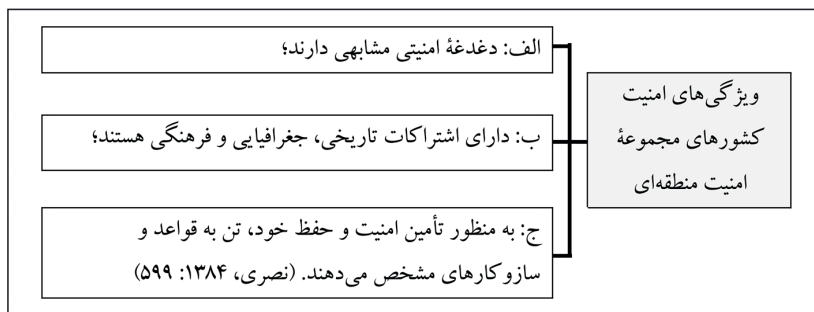 ویژگی‌های امنیت
کشورهای مجموعهٔ
امنیت منطقه‌ای
الف: دغدغهٔ امنیتی مشابهی دارند؛
ب: دارای اشتراکات تاریخی، جغرافیایی و فرهنگی هستند؛
ج: به منظور تأمین امنیت و حفظ خود، تن به قواعد و
سازوکارهای مشخص می‌دهند. (نصری، ۱۳۸۴: ۵۹۹)